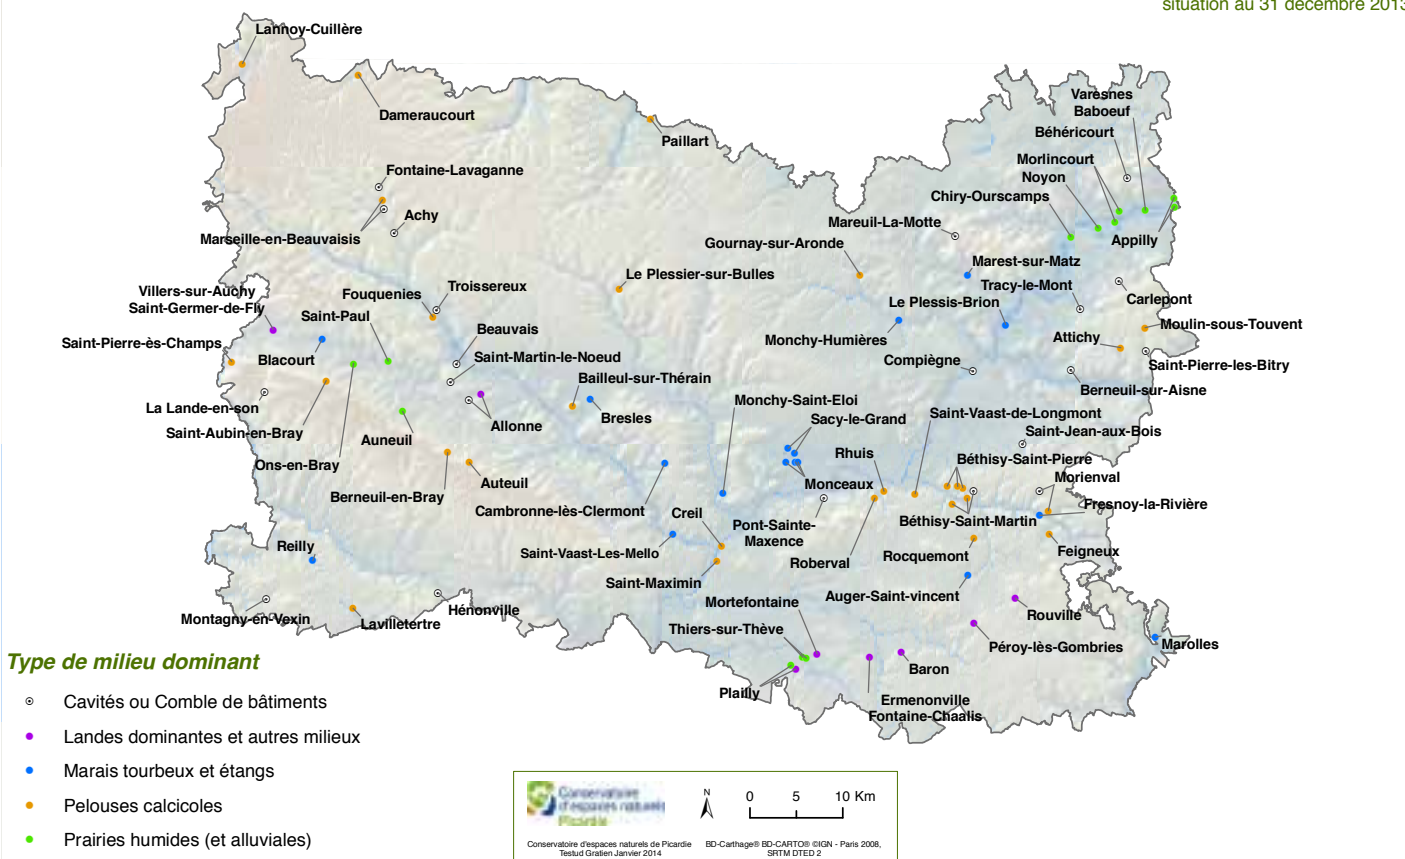 situation au 31 décembre 2013
Lannoy-Cuillère
Dameraucourt
Paillart
Varesnes
Baboeuf
Béhéricourt
Morlincourt
Noyon
Chiry-Ourscamps
Appilly
Fontaine-Lavaganne
Achy
Marseille-en-Beauvaisis
Mareuil-La-Motte
Gournay-sur-Aronde
Marest-sur-Matz
Le Plessier-sur-Bulles
Tracy-le-Mont
Carlepont
Villers-sur-Auchy
Saint-Germer-de-Fly
Fouquenies
Troissereux
Saint-Paul
Le Plessis-Brion
Moulin-sous-Touvent
Beauvais
Attichy
Monchy-Humières
Saint-Pierre-ès-Champs
Blacourt
Saint-Martin-le-Noeud
Compiègne
Saint-Pierre-les-Bitry
Bailleul-sur-Thérain
Berneuil-sur-Aisne
La Lande-en-son
Monchy-Saint-Eloi
Sacy-le-Grand
Saint-Vaast-de-Longmont
Bresles
Allonne
Saint-Aubin-en-Bray
Auneuil
Saint-Jean-aux-Bois
Rhuis
Béthisy-Saint-Pierre
Ons-en-Bray
Auteuil
Monceaux
Morienval
Berneuil-en-Bray
Fresnoy-la-Rivière
Cambronne-lès-Clermont
Creil
Pont-Sainte-
Maxence
Béthisy-Saint-Martin
Reilly
Saint-Vaast-Les-Mello
Roberval
Rocquemont
Feigneux
Saint-Maximin
Auger-Saint-vincent
Mortefontaine
Montagny-en-Vexin
Lavilletertre
Hénonville
Rouville
Thiers-sur-Thève
Péroy-lès-Gombries
Marolles
Baron
Plailly
Ermenonville
Fontaine-Chaalis
Type de milieu dominant
Cavités ou Comble de bâtiments
Landes dominantes et autres milieux
Marais tourbeux et étangs
Pelouses calcicoles
Prairies humides (et alluviales)
Conservatoire
d'espaces naturels
Picardie
N
0 5 10 Km
Conservatoire d'espaces naturels de Picardie
Testud Gratien Janvier 2014
BD-Carthage® BD-CARTO® ©IGN - Paris 2008,
SRTM DTED 2